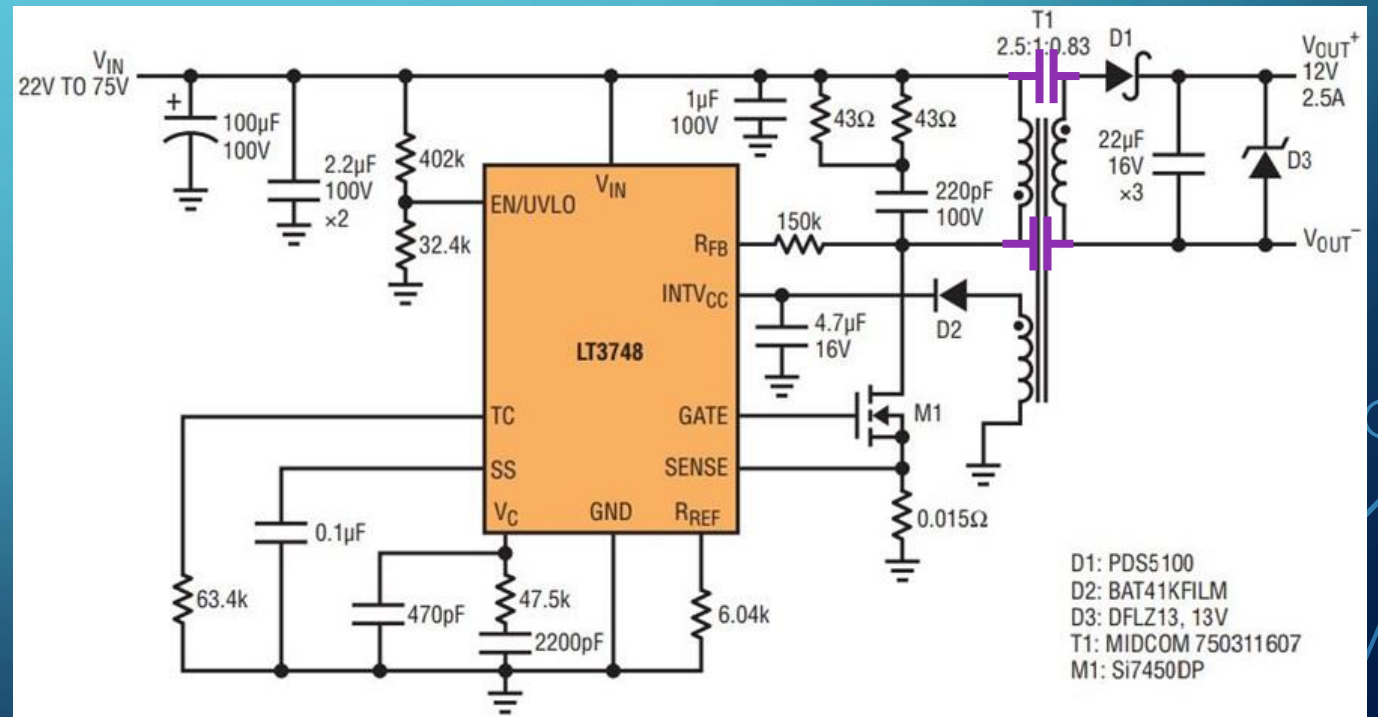 T1
2.5:1:0.83
D1
VIN
22V TO 75V
VOUT+
12V
2.5A
+
100µF
100V
2.2µF
100V
×2
402k
32.4k
1µF
100V
43Ω
43Ω
220pF
100V
22µF
16V
×3
D3
VOUT−
EN/UVLO
VIN
RFB
150k
INTVCC
D2
4.7µF
16V
LT3748
TC
GATE
M1
SS
SENSE
VC
GND
RREF
0.015Ω
0.1µF
63.4k
470pF
47.5k
2200pF
6.04k
D1: PDS5100
D2: BAT41KFILM
D3: DFLZ13, 13V
T1: MIDCOM 750311607
M1: Si7450DP